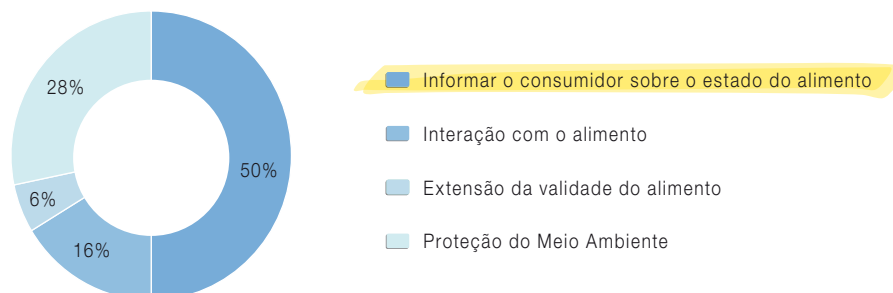 28%
50%
6%
16%
Informar o consumidor sobre o estado do alimento
Interação com o alimento
Extensão da validade do alimento
Proteção do Meio Ambiente